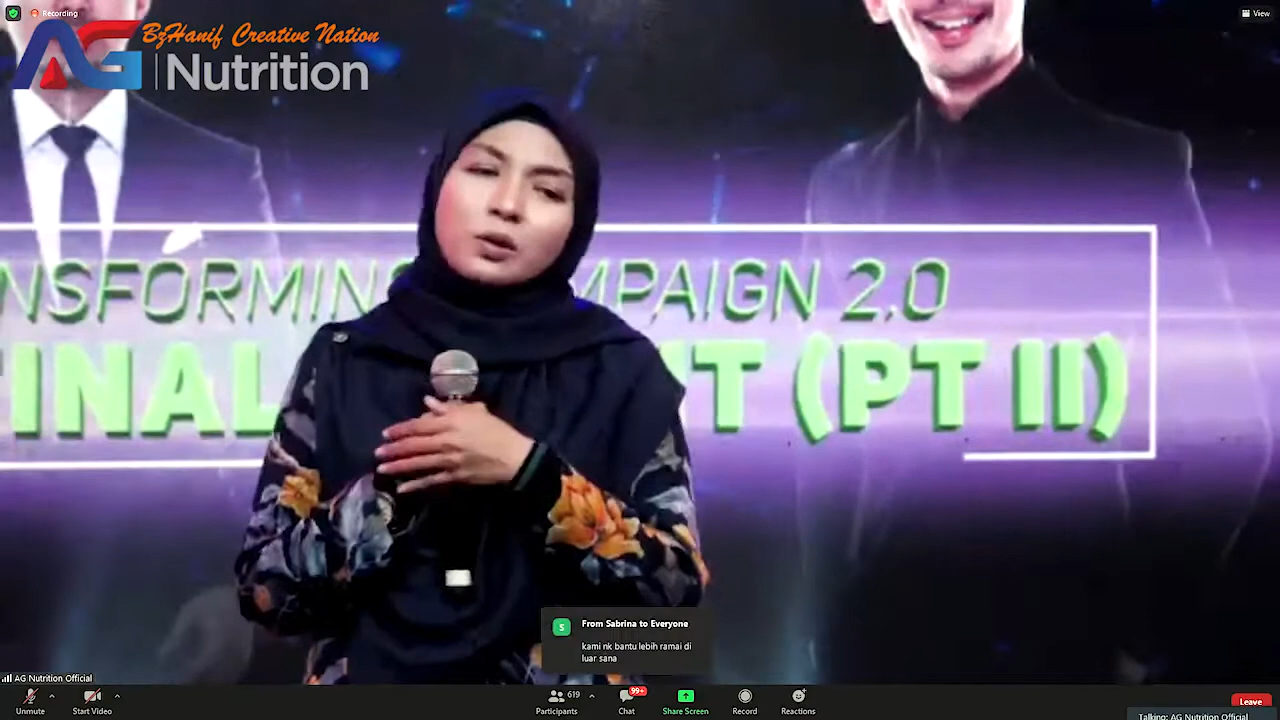 Recording
View
BzHanif Creative Nation
AG Nutrition
NSFORMIN MPAIGN 2.0
INAL T (PT II)
From Sabrina to Everyone
S
kami nk bantu lebih ramai di
luar sana
AG Nutrition Official
Unmute
Start Video
619
Participants
99+
Chat
Share Screen
Record
Reactions
Leave
Talking: AG Nutrition Official